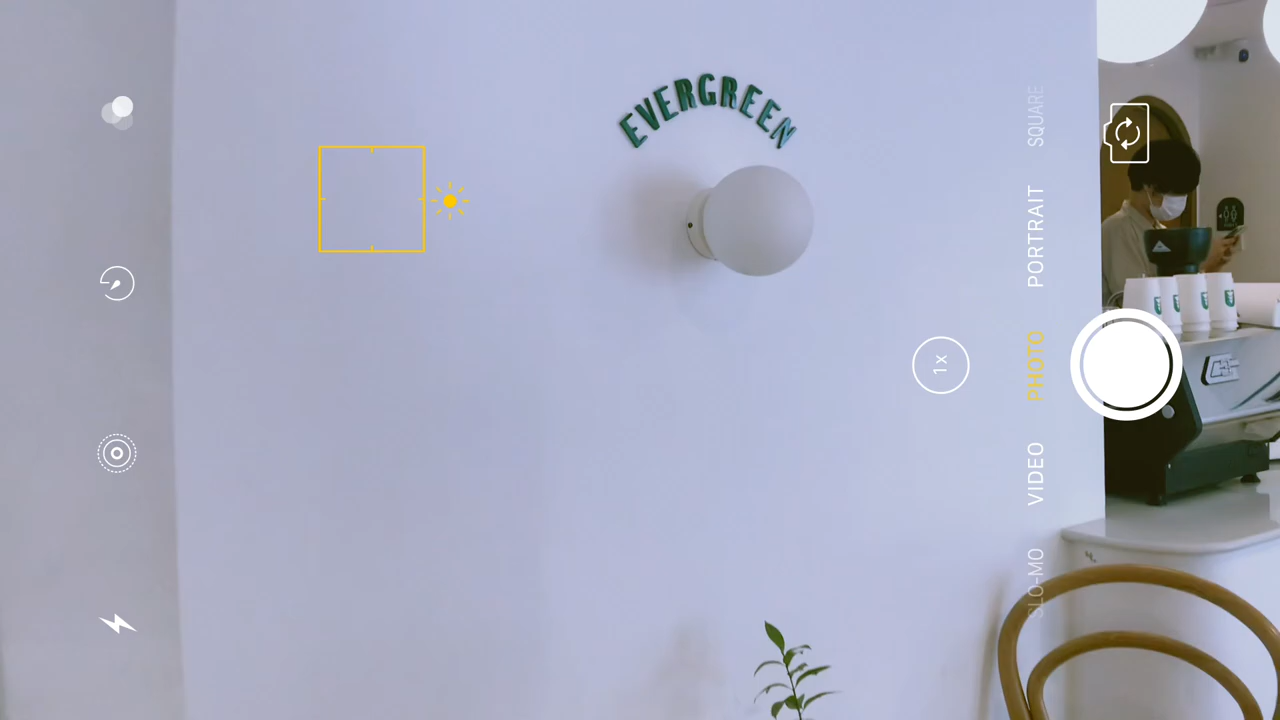 EVERGREEN
SQUARE
PORTRAIT
PHOTO
VIDEO
SLO-MO
1x